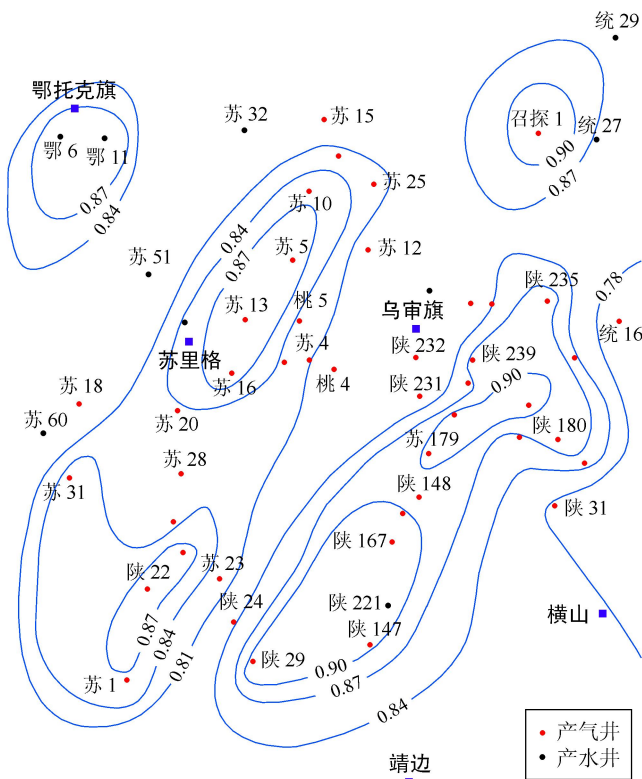 统 29
鄂托克旗
苏 32
苏 15
召探 1
统 27
鄂 6
鄂 11
0.90
0.87
苏 25
苏 10
0.87
0.84
0.84
苏 51
苏 5
苏 12
0.87
0.78
陕 235
苏 13
桃 5
乌审旗
统 16
苏里格
苏 4
陕 232
陕 239
苏 16
桃 4
0.90
苏 18
陕 231
苏 60
苏 20
苏 179
陕 180
苏 28
苏 31
陕 148
陕 31
陕 167
陕 22
苏 23
陕 24
陕 221
横山
0.87
0.84
0.81
陕 147
陕 29
0.90
苏 1
0.87
0.84
产气井
产水井
靖边